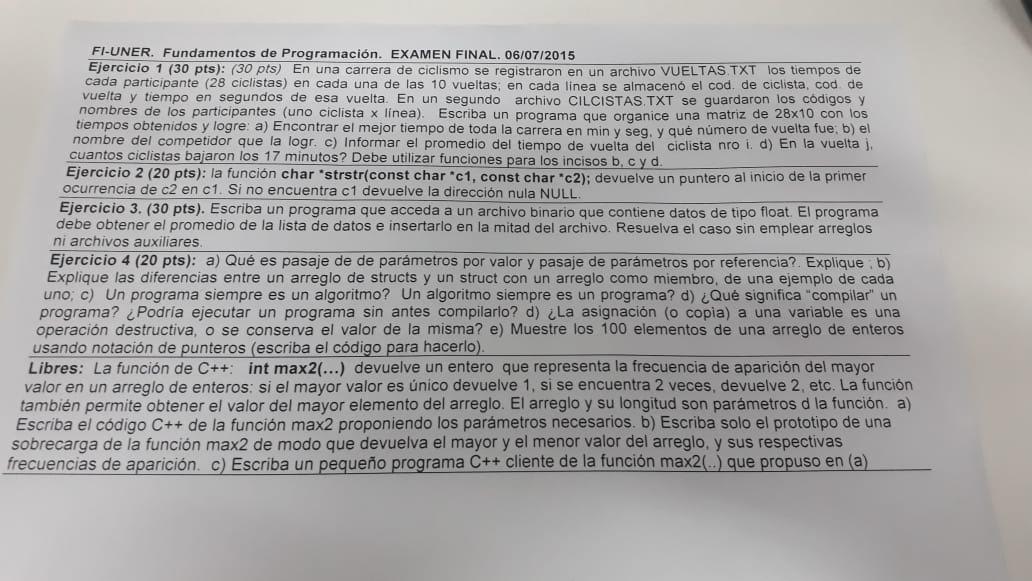 FI-UNER. Fundamentos de Programación. EXAMEN FINAL. 06/07/2015
Ejercicio 1 (30 pts): (30 pts) En una carrera de ciclismo se registraron en un archivo VUELTAS.TXT los tiempos de
cada participante (28 ciclistas) en cada una de las 10 vueltas; en cada línea se almacenó el cod. de ciclista, cod. de
vuelta y tiempo en segundos de esa vuelta. En un segundo archivo CILCISTAS.TXT se guardaron los códigos y
nombres de los participantes (uno ciclista x línea). Escriba un programa que organice una matriz de 28x10 con los
tiempos obtenidos y logre: a) Encontrar el mejor tiempo de toda la carrera en min y seg, y qué número de vuelta fue; b) el
nombre del competidor que la logr. c) Informar el promedio del tiempo de vuelta del ciclista nro i. d) En la vuelta j,
cuantos ciclistas bajaron los 17 minutos? Debe utilizar funciones para los incisos b, c y d.
Ejercicio 2 (20 pts): la función char *strstr(const char *c1, const char *c2); devuelve un puntero al inicio de la primer
ocurrencia de c2 en c1. Si no encuentra c1 devuelve la dirección nula NULL.
Ejercicio 3. (30 pts). Escriba un programa que acceda a un archivo binario que contiene datos de tipo float. El programa
debe obtener el promedio de la lista de datos e insertarlo en la mitad del archivo. Resuelva el caso sin emplear arreglos
ni archivos auxiliares.
Ejercicio 4 (20 pts): a) Qué es pasaje de de parámetros por valor y pasaje de parámetros por referencia?. Explique ; b)
Explique las diferencias entre un arreglo de structs y un struct con un arreglo como miembro, de una ejemplo de cada
uno; c) Un programa siempre es un algoritmo? Un algoritmo siempre es un programa? d) ¿Qué significa "compilar" un
programa? ¿Podría ejecutar un programa sin antes compilarlo? d) ¿La asignación (o copia) a una variable es una
operación destructiva, o se conserva el valor de la misma? e) Muestre los 100 elementos de una arreglo de enteros
usando notación de punteros (escriba el código para hacerlo).
Libres: La función de C++: int max2(...) devuelve un entero que representa la frecuencia de aparición del mayor
valor en un arreglo de enteros: si el mayor valor es único devuelve 1, si se encuentra 2 veces, devuelve 2, etc. La función
también permite obtener el valor del mayor elemento del arreglo. El arreglo y su longitud son parámetros d la función. a)
Escriba el código C++ de la función max2 proponiendo los parámetros necesarios. b) Escriba solo el prototipo de una
sobrecarga de la función max2 de modo que devuelva el mayor y el menor valor del arreglo, y sus respectivas
frecuencias de aparición. c) Escriba un pequeño programa C++ cliente de la función max2(..) que propuso en (a)